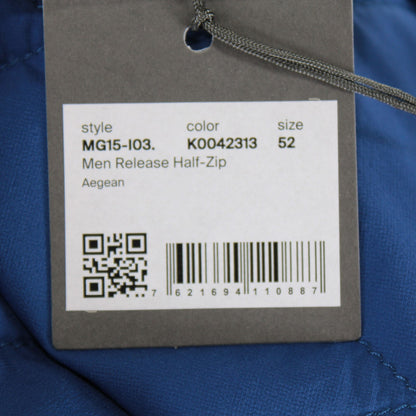 style color size
MG15-I03. K0042313 52
Men Release Half-Zip
Aegean
7 621694 110887